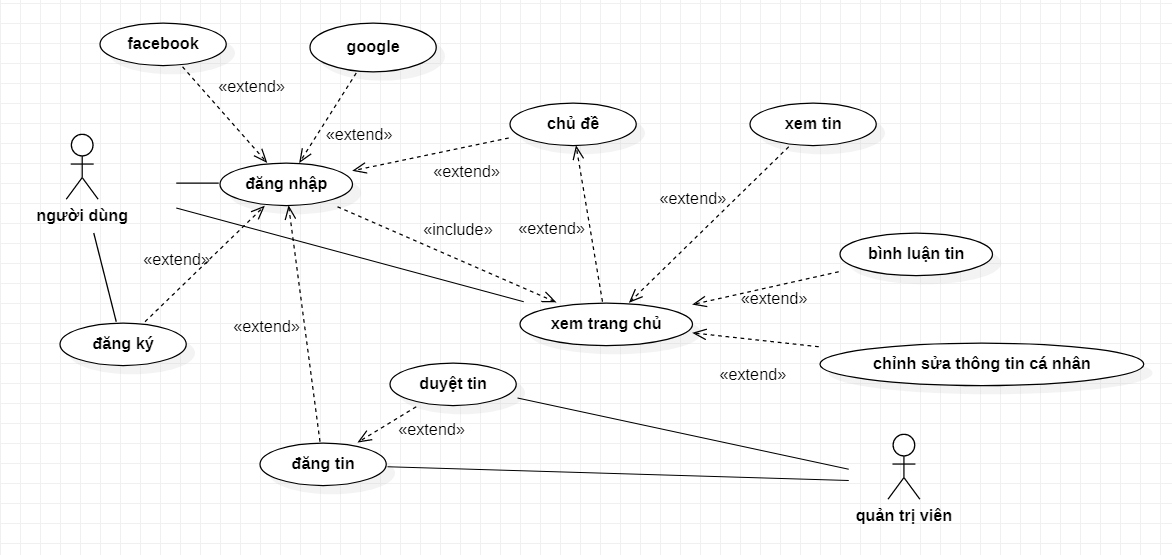 facebook
google
«extend»
«extend»
chủ đề
xem tin
«extend»
người dùng
đăng nhập
«extend»
«include»
«extend»
«extend»
bình luận tin
«extend»
«extend»
đăng ký
xem trang chủ
chỉnh sửa thông tin cá nhân
«extend»
duyệt tin
«extend»
đăng tin
quản trị viên